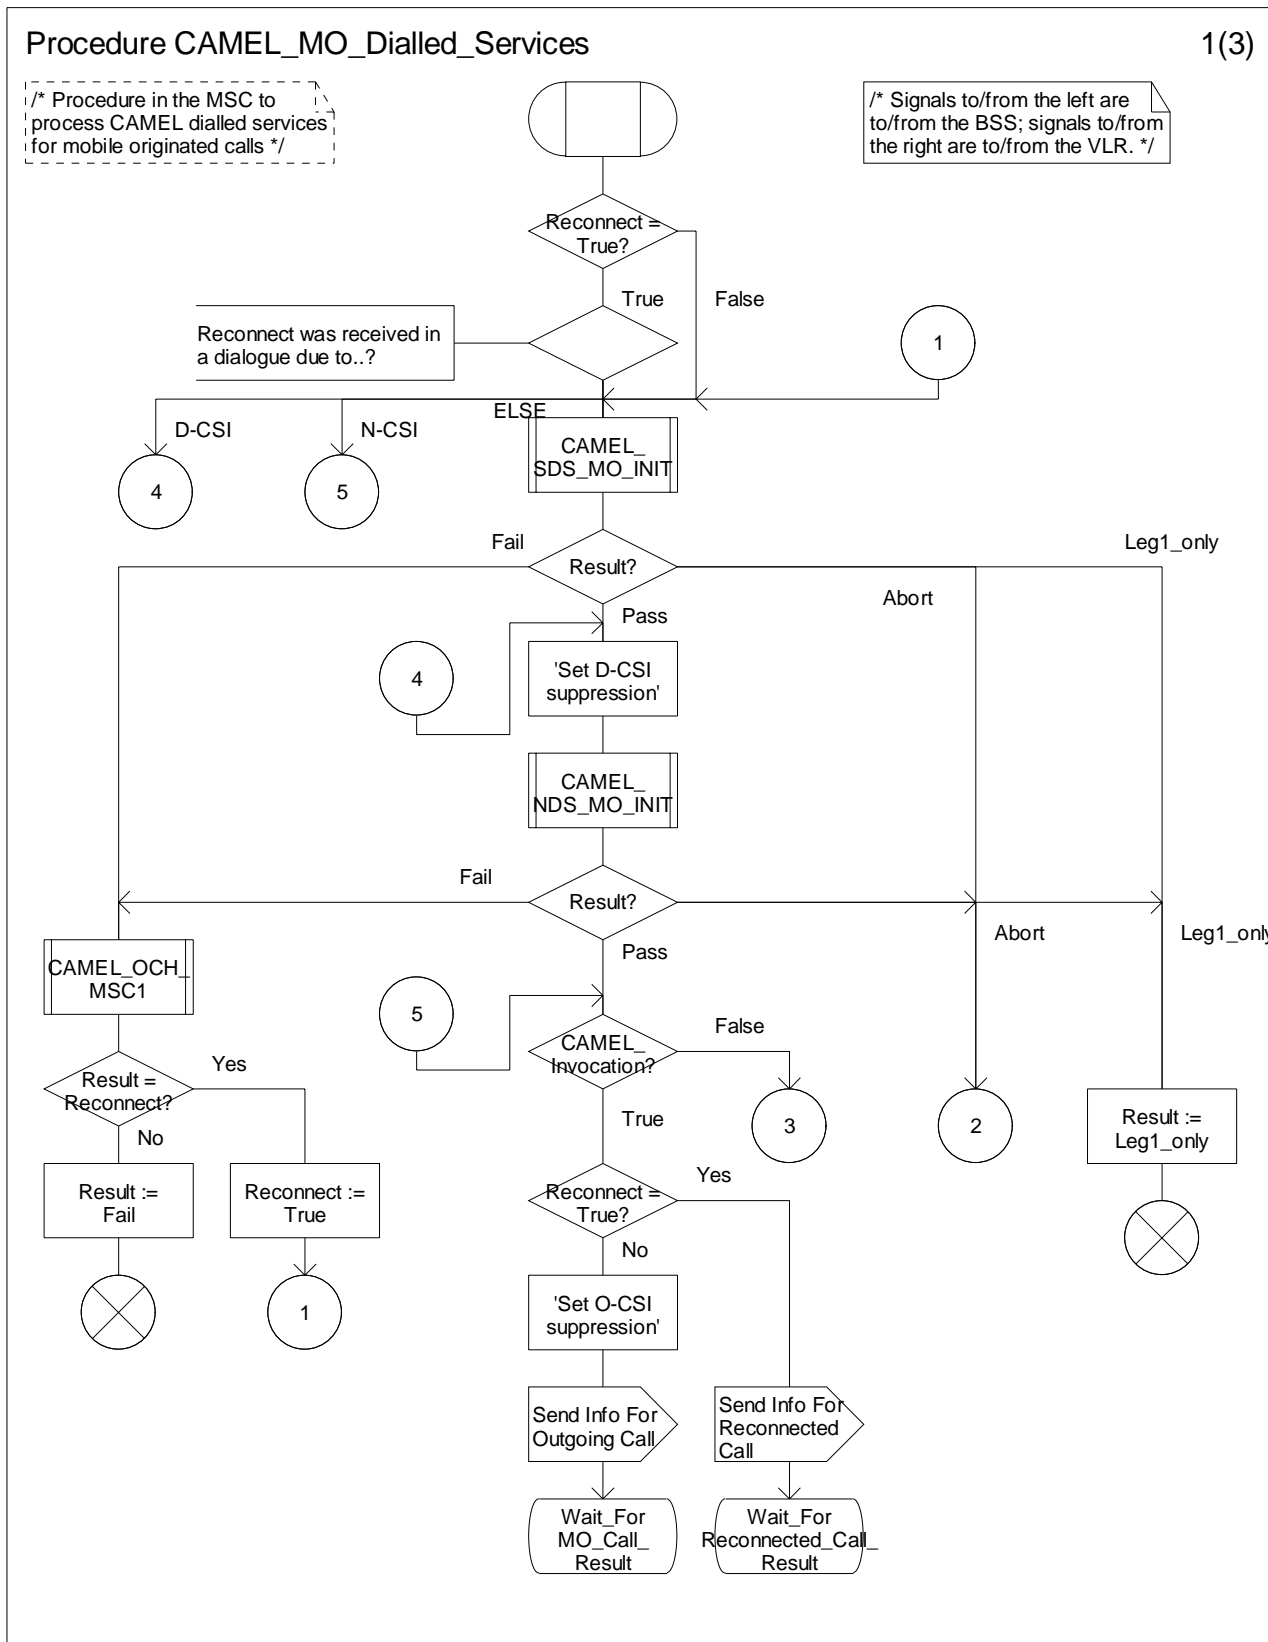 Procedure CAMEL_MO_Dialled_Services
1(3)
/* Procedure in the MSC to
process CAMEL dialled services
for mobile originated calls */
/* Signals to/from the left are
to/from the BSS; signals to/from
the right are to/from the VLR. */
Reconnect =
True?
True
False
Reconnect was received in
a dialogue due to..?
1
ELSE
D-CSI
N-CSI
4
5
CAMEL_
SDS_MO_INIT
Fail
Result?
Leg1_only
Abort
Pass
4
'Set D-CSI
suppression'
CAMEL_
NDS_MO_INIT
Fail
Result?
Abort
Leg1_only
Pass
CAMEL_OCH_
MSC1
5
CAMEL_
Invocation?
False
True
Result =
Reconnect?
Yes
No
3
2
Result :=
Leg1_only
Result :=
Fail
Reconnect :=
True
Reconnect =
True?
Yes
No
1
'Set O-CSI
suppression'
Send Info For
Outgoing Call
Send Info For
Reconnected
Call
Wait_For
MO_Call_
Result
Wait_For
Reconnected_Call_
Result